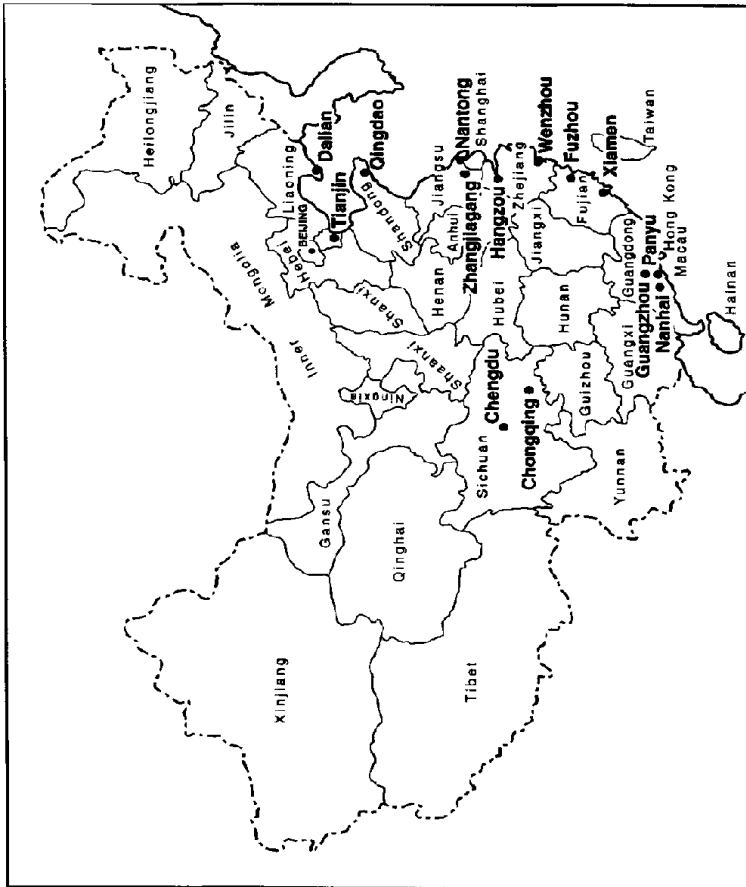 Heilongjiang
Jilin
Liaoning
Inner
Mongolia
BEIJING
Hebei
Dalian
Tianjin
Qingdao
Shandong
Shanxi
Shaanxi
Ningxia
Gansu
Xinjiang
Qinghai
Tibet
Henan
Jiangsu
Anhui
Nantong
Shanghai
Zhangjiagang
Hangzou
Zhejiang
Wenzhou
Hubei
Sichuan
Chengdu
Chongqing
Jiangxi
Hunan
Guizhou
Fujian
Fuzhou
Xiamen
Taiwan
Yunnan
Guangxi
Guangdong
Guangzhou
Panyu
Nanhai
Hong Kong
Macau
Hainan